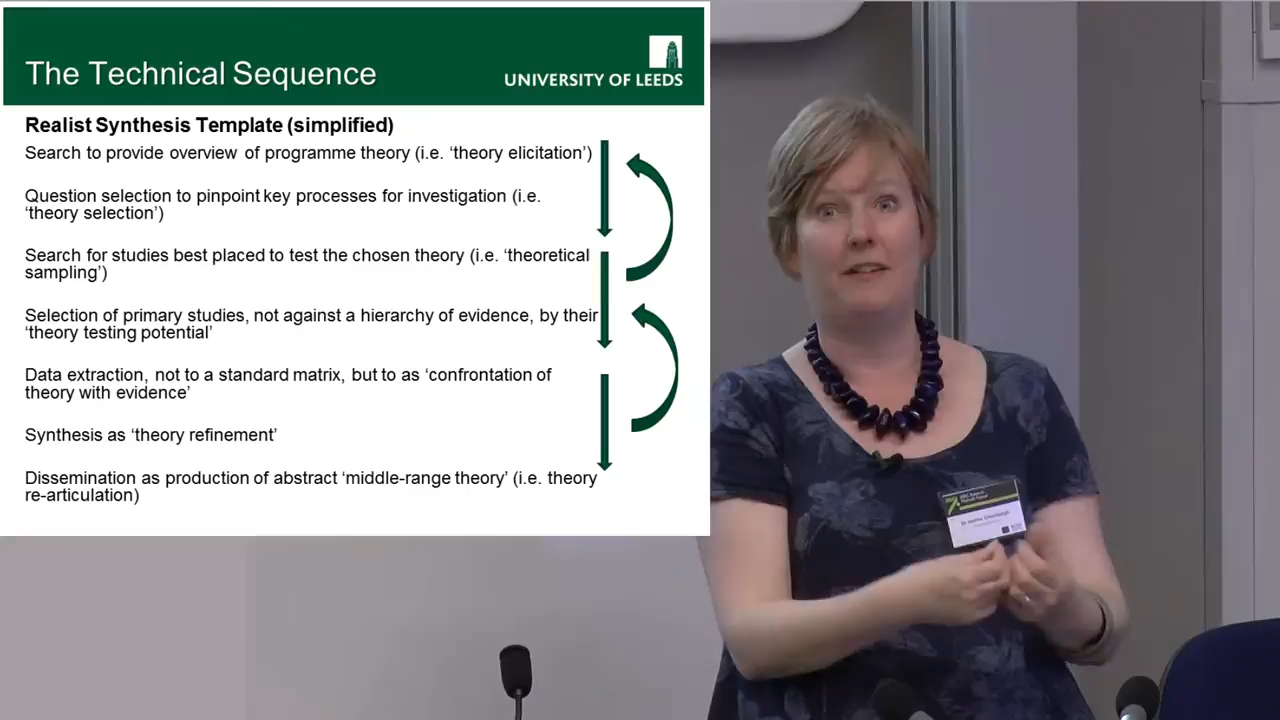 The Technical Sequence
UNIVERSITY OF LEEDS
Realist Synthesis Template (simplified)
Search to provide overview of programme theory (i.e. ‘theory elicitation’)
Question selection to pinpoint key processes for investigation (i.e.
‘theory selection’)
Search for studies best placed to test the chosen theory (i.e. ‘theoretical
sampling’)
Selection of primary studies, not against a hierarchy of evidence, by their
‘theory testing potential’
Data extraction, not to a standard matrix, but to as ‘confrontation of
theory with evidence’
Synthesis as ‘theory refinement’
Dissemination as production of abstract ‘middle-range theory’ (i.e. theory
re-articulation)
Dr Joanne Greenhalgh